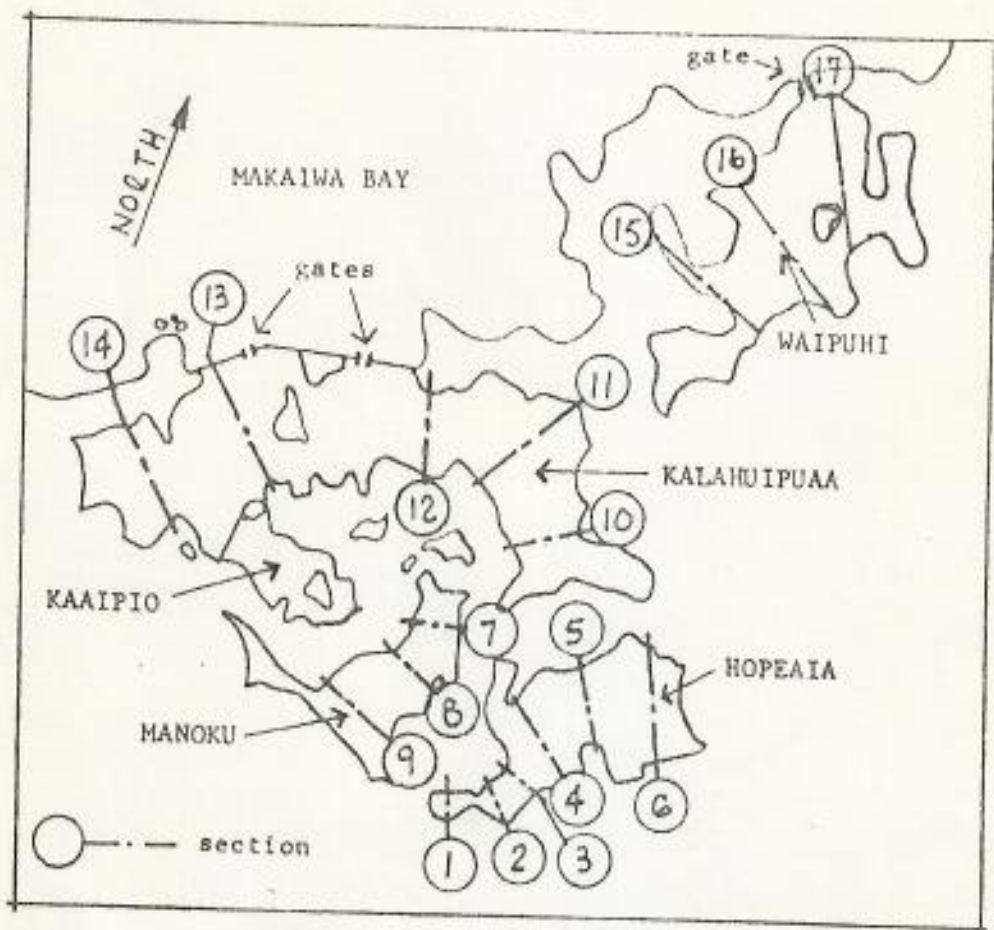 gate
17
NORTH
MAKAIWA BAY
16
15
gates
13
14
WAIPUHI
11
KALAHUIPUAA
12
10
KAAIPIO
7
5
HOPEAIA
MANOKU
8
9
4
6
section
1
2
3